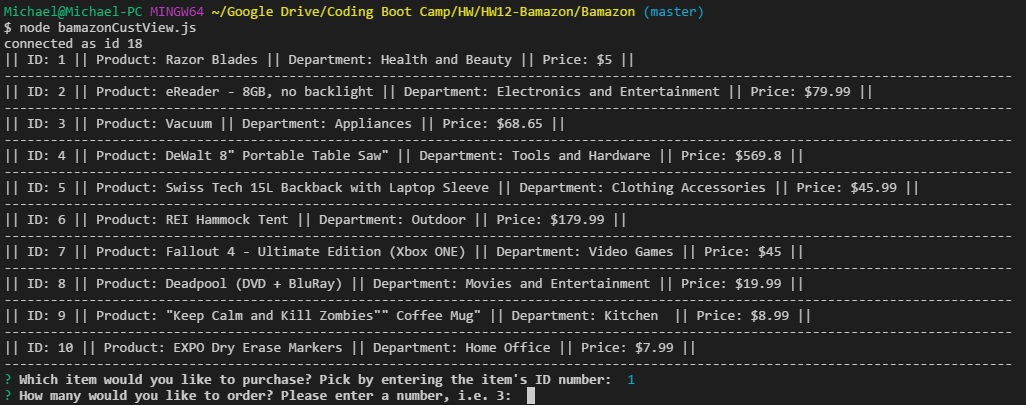 Michael@Michael-PC MINGW64 ~/Google Drive/Coding Boot Camp/HW/HW12-Bamazon/Bamazon (master)
$ node bamazonCustView.js
connected as id 18
|| ID: 1 || Product: Razor Blades || Department: Health and Beauty || Price: $5 ||
--------------------------------------------------------------------------------------------------------------------------------
|| ID: 2 || Product: eReader - 8GB, no backlight || Department: Electronics and Entertainment || Price: $79.99 ||
--------------------------------------------------------------------------------------------------------------------------------
|| ID: 3 || Product: Vacuum || Department: Appliances || Price: $68.65 ||
--------------------------------------------------------------------------------------------------------------------------------
|| ID: 4 || Product: DeWalt 8" Portable Table Saw" || Department: Tools and Hardware || Price: $569.8 ||
--------------------------------------------------------------------------------------------------------------------------------
|| ID: 5 || Product: Swiss Tech 15L Backback with Laptop Sleeve || Department: Clothing Accessories || Price: $45.99 ||
--------------------------------------------------------------------------------------------------------------------------------
|| ID: 6 || Product: REI Hammock Tent || Department: Outdoor || Price: $179.99 ||
--------------------------------------------------------------------------------------------------------------------------------
|| ID: 7 || Product: Fallout 4 - Ultimate Edition (Xbox ONE) || Department: Video Games || Price: $45 ||
--------------------------------------------------------------------------------------------------------------------------------
|| ID: 8 || Product: Deadpool (DVD + BluRay) || Department: Movies and Entertainment || Price: $19.99 ||
--------------------------------------------------------------------------------------------------------------------------------
|| ID: 9 || Product: "Keep Calm and Kill Zombies"" Coffee Mug" || Department: Kitchen  || Price: $8.99 ||
--------------------------------------------------------------------------------------------------------------------------------
|| ID: 10 || Product: EXPO Dry Erase Markers || Department: Home Office || Price: $7.99 ||
--------------------------------------------------------------------------------------------------------------------------------
? Which item would you like to purchase? Pick by entering the item's ID number:  1
? How many would you like to order? Please enter a number, i.e. 3: